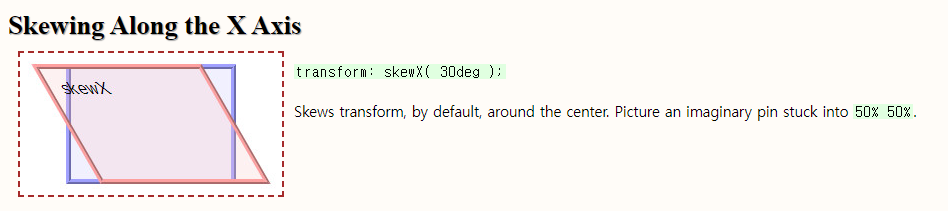 Skewing Along the X Axis
skewX
transform: skewX( 30deg );
Skews transform, by default, around the center. Picture an imaginary pin stuck into 50% 50%.